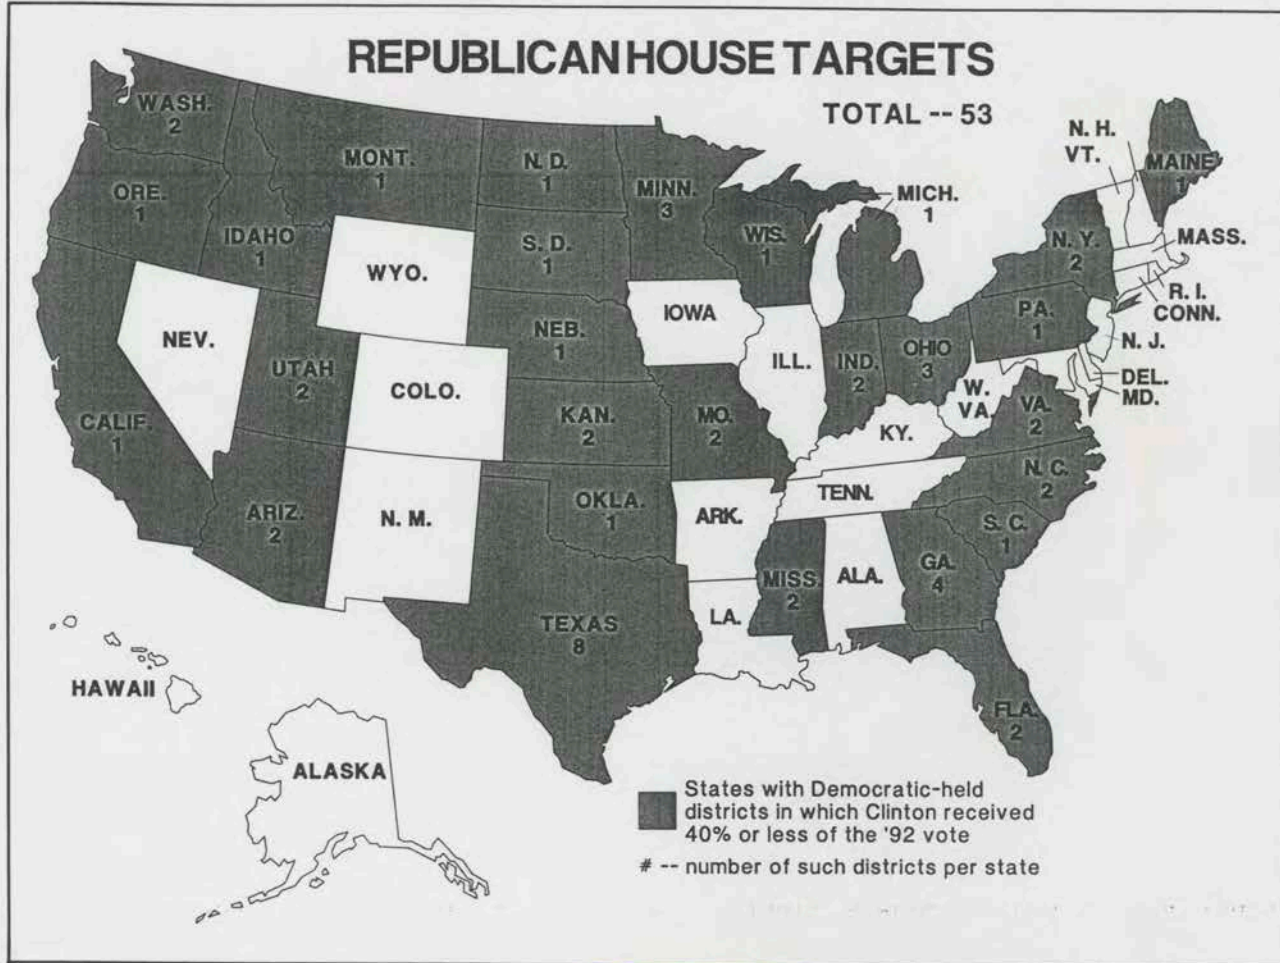 REPUBLICAN HOUSE TARGETS
TOTAL -- 53
WASH.
2
ORE.
1
IDAHO
1
MONT.
1
N. D.
1
S. D.
1
MINN.
3
WIS.
1
MICH.
1
N. H.
VT.
MAINE
1
N. Y.
2
MASS.
R. I.
CONN.
PA.
1
N. J.
DEL.
MD.
WYO.
NEV.
UTAH
2
COLO.
CALIF.
1
NEB.
1
KAN.
2
IOWA
ILL.
IND.
2
OHIO
3
W.
VA.
VA.
2
MO.
2
KY.
ARIZ.
2
N. M.
OKLA.
1
ARK.
TENN.
N. C.
2
S. C.
1
TEXAS
8
LA.
MISS.
2
ALA.
GA.
4
FLA.
2
HAWAII
ALASKA
States with Democratic-held
districts in which Clinton received
40% or less of the '92 vote
# -- number of such districts per state